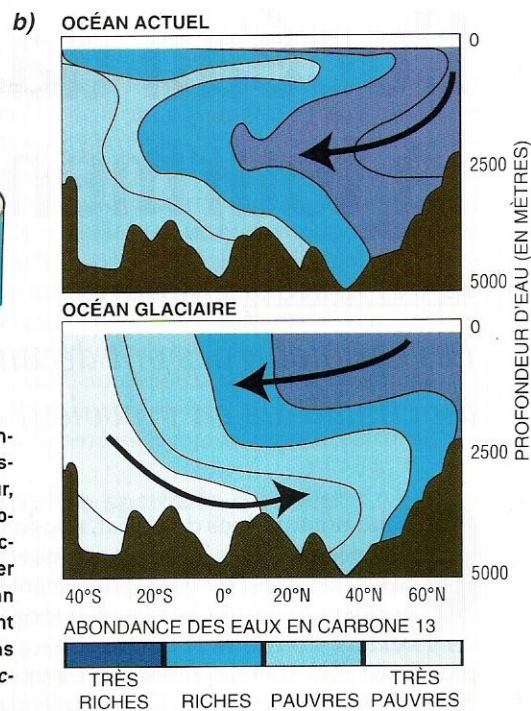 b) OCÉAN ACTUEL
0
2500
5000
OCÉAN GLACIAIRE
0
2500
5000
PROFONDEUR D'EAU (EN MÈTRES)
40°S 20°S 0° 20°N 40°N 60°N
ABONDANCE DES EAUX EN CARBONE 13
TRÈS RICHES
RICHES
PAUVRES
TRÈS PAUVRES